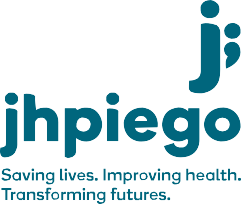 j;
jhpiego
Saving lives. Improving health.
Transforming futures.